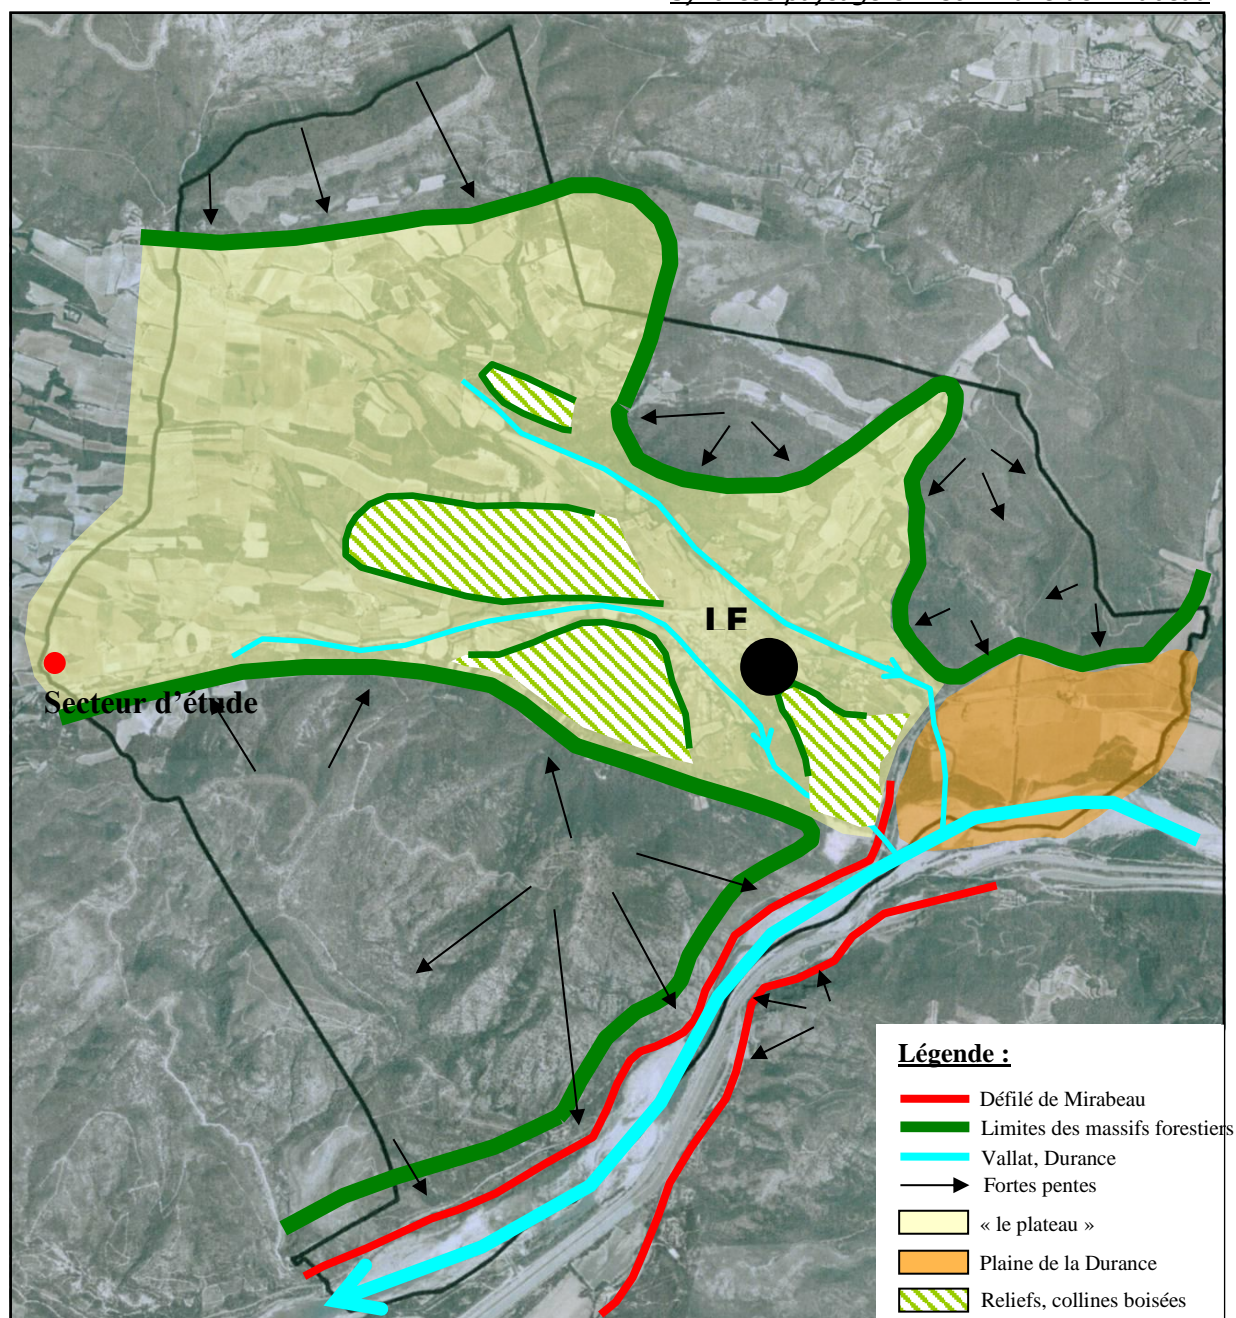 LE
Secteur d'étude
Légende :
Défilé de Mirabeau
Limites des massifs forestiers
Vallat, Durance
Fortes pentes
« le plateau »
Plaine de la Durance
Reliefs, collines boisées